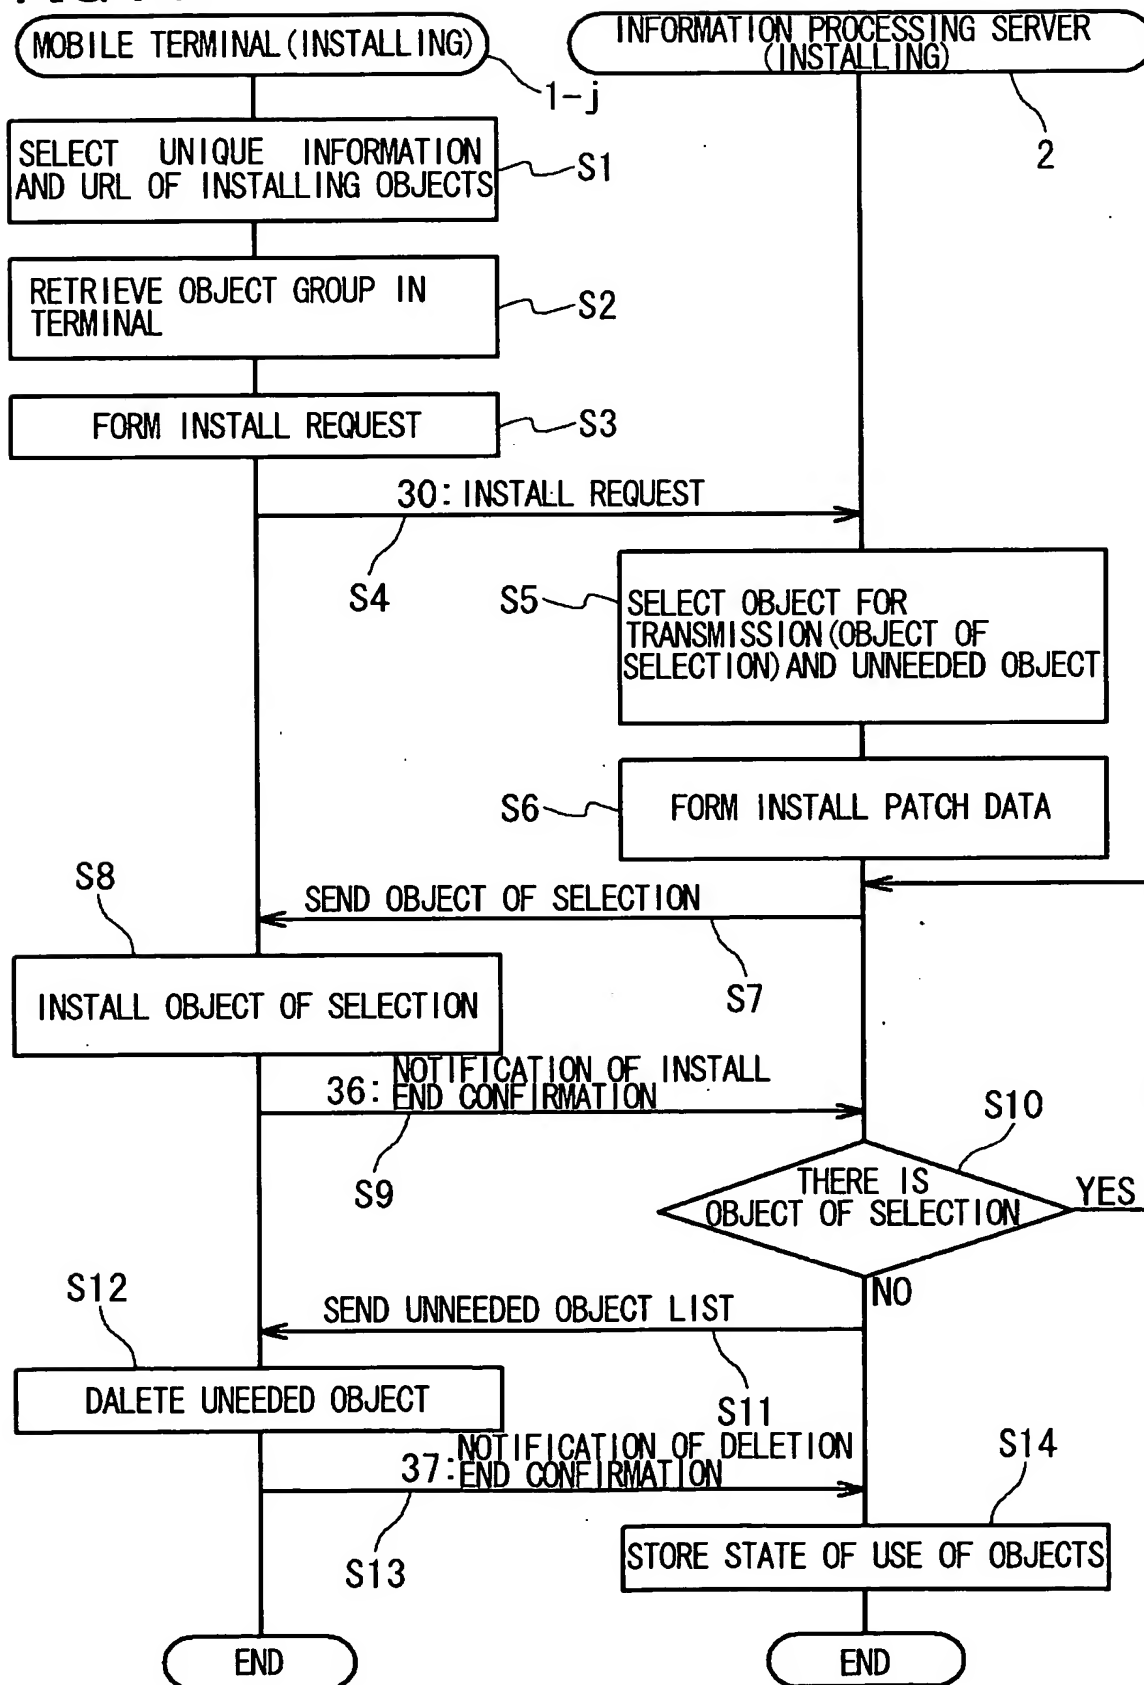 MOBILE TERMINAL (INSTALLING)
INFORMATION PROCESSING SERVER
(INSTALLING)
1-j
2
SELECT UNIQUE INFORMATION
AND URL OF INSTALLING OBJECTS
S1
RETRIEVE OBJECT GROUP IN
TERMINAL
S2
FORM INSTALL REQUEST
S3
30: INSTALL REQUEST
S4
S5
SELECT OBJECT FOR
TRANSMISSION (OBJECT OF
SELECTION) AND UNNEEDED OBJECT
S6
FORM INSTALL PATCH DATA
S8
SEND OBJECT OF SELECTION
S7
INSTALL OBJECT OF SELECTION
36: NOTIFICATION OF INSTALL
END CONFIRMATION
S9
S10
THERE IS
OBJECT OF SELECTION
YES
NO
S12
SEND UNNEEDED OBJECT LIST
S11
DALETE UNEEDED OBJECT
37: NOTIFICATION OF DELETION
END CONFIRMATION
S13
S14
STORE STATE OF USE OF OBJECTS
END
END